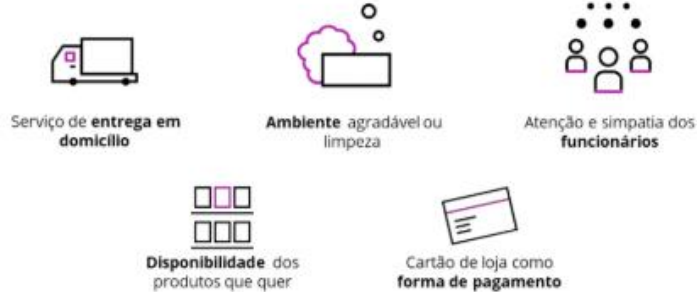 Serviço de entrega em
domicílio
Ambiente agradável ou
limpeza
Atenção e simpatia dos
funcionários
Disponibilidade dos
produtos que quer
Cartão de loja como
forma de pagamento